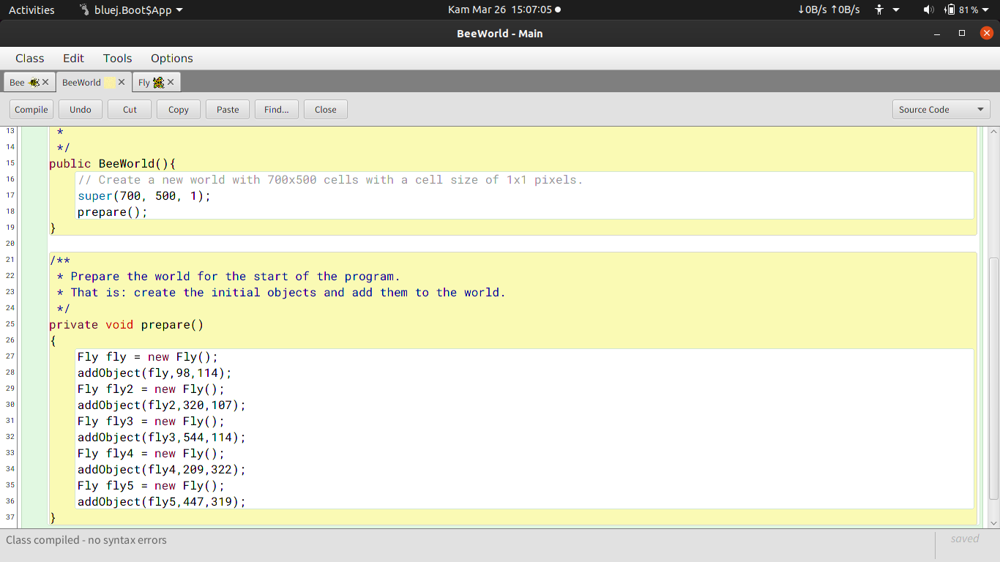 Activities bluej.Boot$App Kam Mar 26 15:07:05 ↓0B/s ↑0B/s 81%
BeeWorld - Main
Class Edit Tools Options
Bee BeeWorld Fly
Compile Undo Cut Copy Paste Find... Close Source Code
13 *
14 */
15 public BeeWorld(){
16 // Create a new world with 700x500 cells with a cell size of 1x1 pixels.
17 super(700, 500, 1);
18 prepare();
19 }
20
21 /**
22 * Prepare the world for the start of the program.
23 * That is: create the initial objects and add them to the world.
24 */
25 private void prepare()
26 {
27 Fly fly = new Fly();
28 addObject(fly,98,114);
29 Fly fly2 = new Fly();
30 addObject(fly2,320,107);
31 Fly fly3 = new Fly();
32 addObject(fly3,544,114);
33 Fly fly4 = new Fly();
34 addObject(fly4,209,322);
35 Fly fly5 = new Fly();
36 addObject(fly5,447,319);
37 }
Class compiled - no syntax errors saved